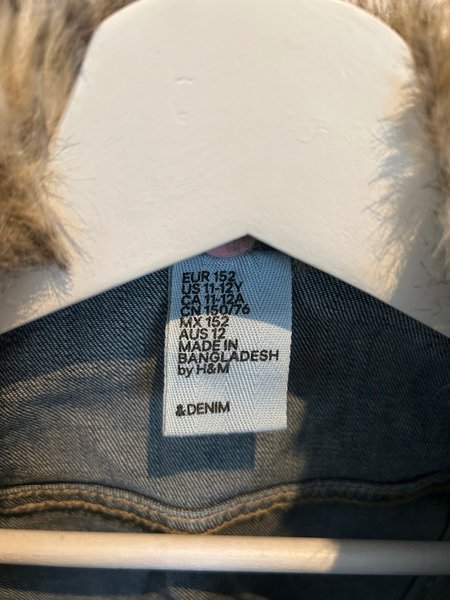 EUR 152
US 11-12Y
CA 11-12A
CN 150/76
MX 152
AUS 12
MADE IN
BANGLADESH
by H&M
&DENIM